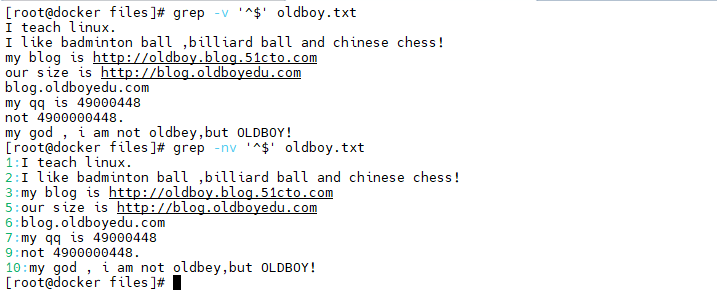 [root@docker files]# grep -v '^$' oldboy.txt
I teach linux.
I like badminton ball ,billiard ball and chinese chess!
my blog is http://oldboy.blog.51cto.com
our size is http://blog.oldboyedu.com
blog.oldboyedu.com
my qq is 49000448
not 4900000448.
my god , i am not oldbey,but OLDBOY!
[root@docker files]# grep -nv '^$' oldboy.txt
1:I teach linux.
2:I like badminton ball ,billiard ball and chinese chess!
3:my blog is http://oldboy.blog.51cto.com
5:our size is http://blog.oldboyedu.com
6:blog.oldboyedu.com
7:my qq is 49000448
9:not 4900000448.
10:my god , i am not oldbey,but OLDBOY!
[root@docker files]#